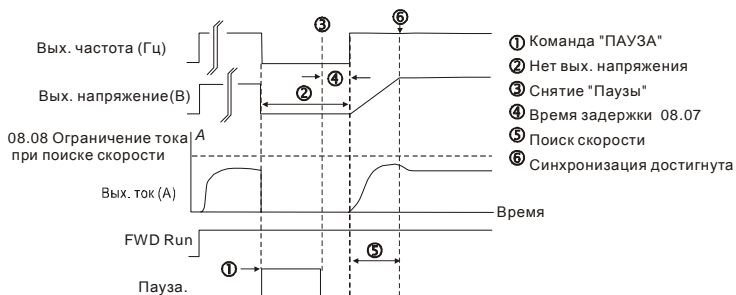 Вых. частота (Гц)
Вых. напряжение(В)
08.08 Ограничение тока
при поиске скорости
A
Вых. ток (А)
Время
FWD Run
Пауза.
③
⑥
④
②
⑤
①
① Команда "ПАУЗА"
② Нет вых. напряжения
③ Снятие "Паузы"
④ Время задержки 08.07
⑤ Поиск скорости
⑥ Синхронизация достигнута